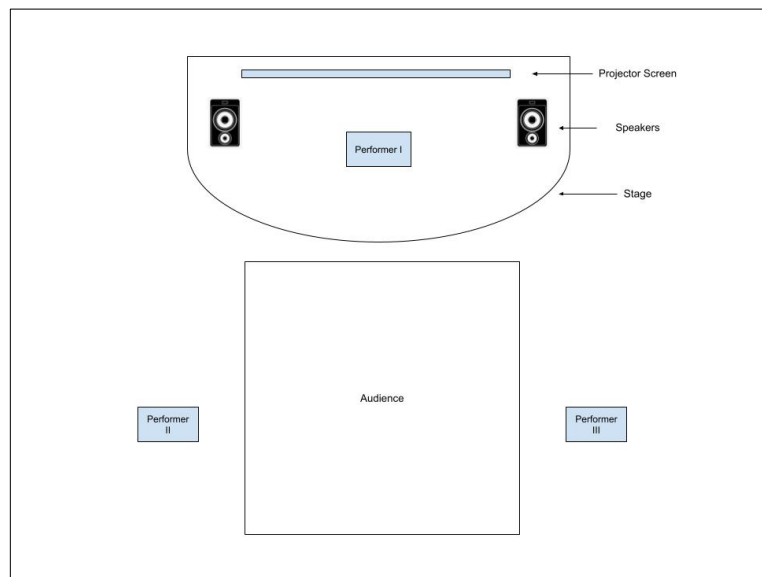 Projector Screen
Speakers
Performer I
Stage
Audience
Performer
II
Performer
III